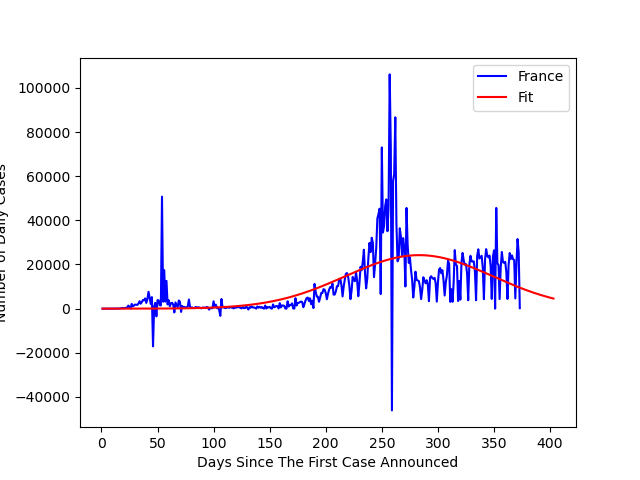 France
Fit
100000
80000
60000
40000
20000
0
−20000
−40000
0 50 100 150 200 250 300 350 400
Number of Daily Cases
Days Since The First Case Announced